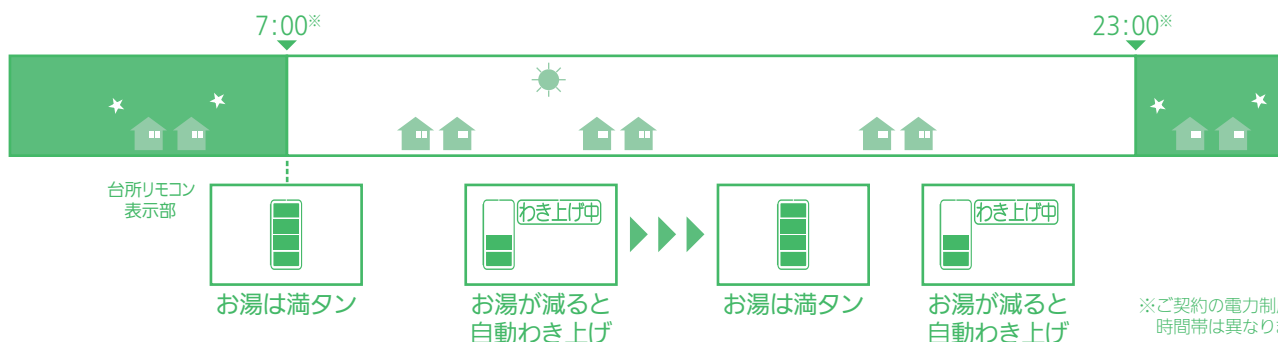 7:00※
23:00※
台所リモコン
表示部
わき上げ中
わき上げ中
お湯は満タン
お湯が減ると
自動わき上げ
お湯は満タン
お湯が減ると
自動わき上げ
※ご契約の電力制
時間帯は異なり